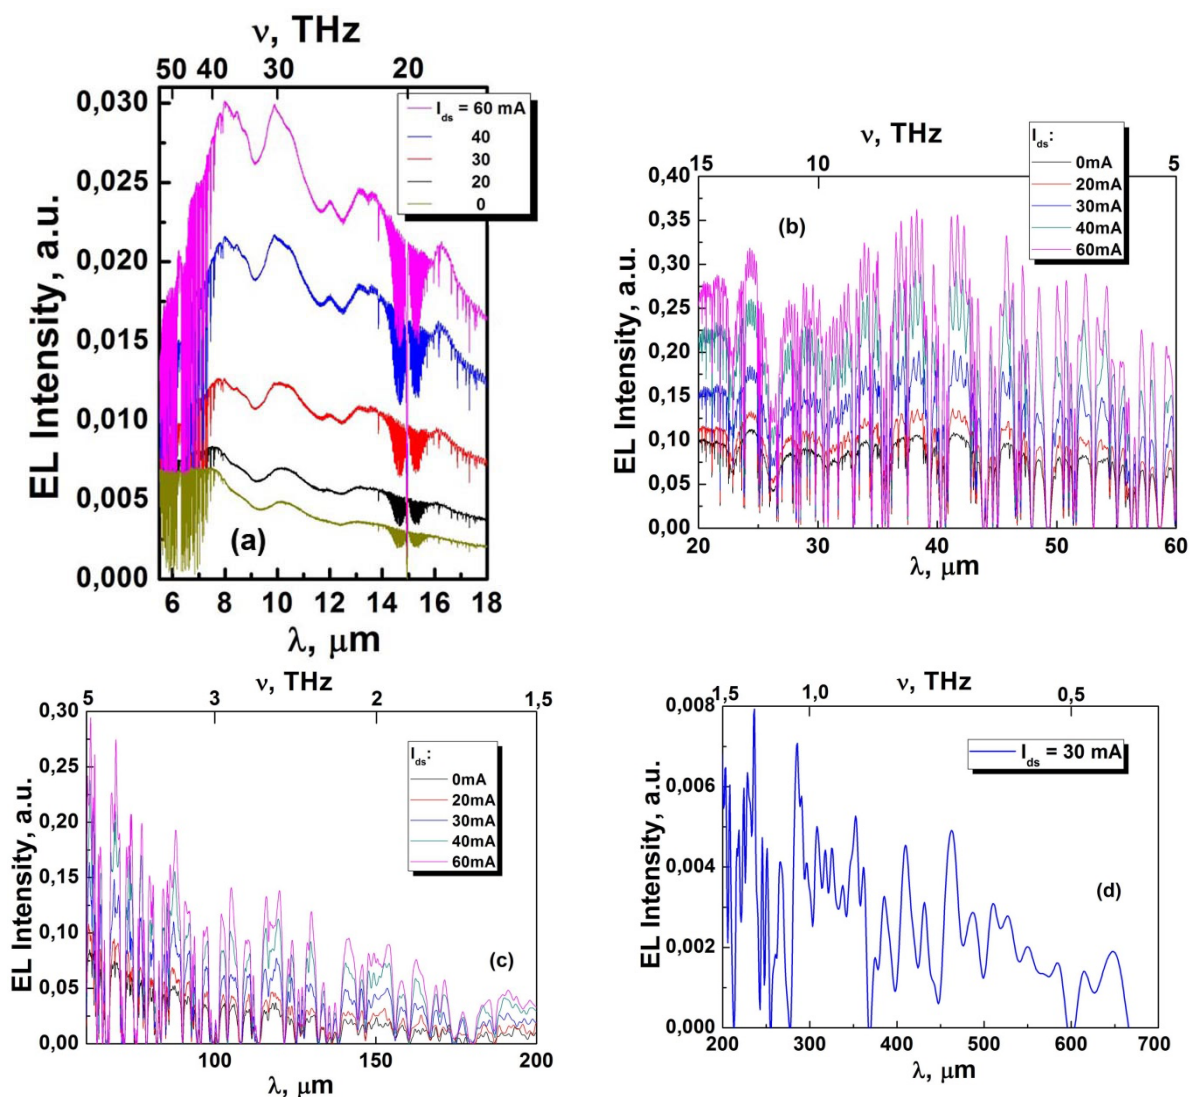 ν, THz
50 40 30 20
0,030
0,025
0,020
0,015
0,010
0,005
0,000
EL Intensity, a.u.
I_ds = 60 mA
40
30
20
0
(a)
6 8 10 12 14 16 18
λ, μm
ν, THz
15 10 5
0,40
0,35
0,30
0,25
0,20
0,15
0,10
0,05
0,00
EL Intensity, a.u.
I_ds:
0mA
20mA
30mA
40mA
60mA
(b)
20 30 40 50 60
λ, μm
ν, THz
5 3 2 1,5
0,30
0,25
0,20
0,15
0,10
0,05
0,00
EL Intensity, a.u.
I_ds:
0mA
20mA
30mA
40mA
60mA
(c)
100 150 200
λ, μm
ν, THz
1,5 1,0 0,5
0,008
0,006
0,004
0,002
0,000
EL Intensity, a.u.
I_ds = 30 mA
(d)
200 300 400 500 600 700
λ, μm